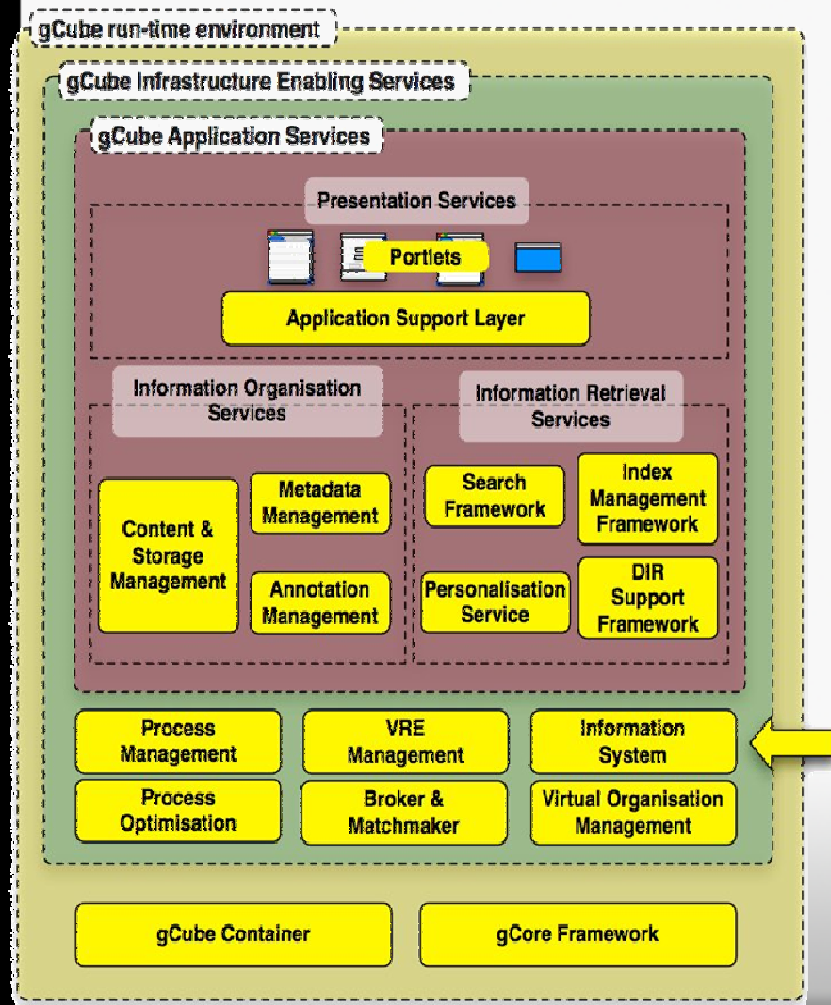 gCube run-time environment
gCube Infrastructure Enabling Services
gCube Application Services
Presentation Services
Portlets
Application Support Layer
Information Organisation
Services
Information Retrieval
Services
Content &
Storage
Management
Metadata
Management
Annotation
Management
Search
Framework
Index
Management
Framework
Personalisation
Service
DIR
Support
Framework
Process
Management
VRE
Management
Information
System
Process
Optimisation
Broker &
Matchmaker
Virtual Organisation
Management
gCube Container
gCore Framework